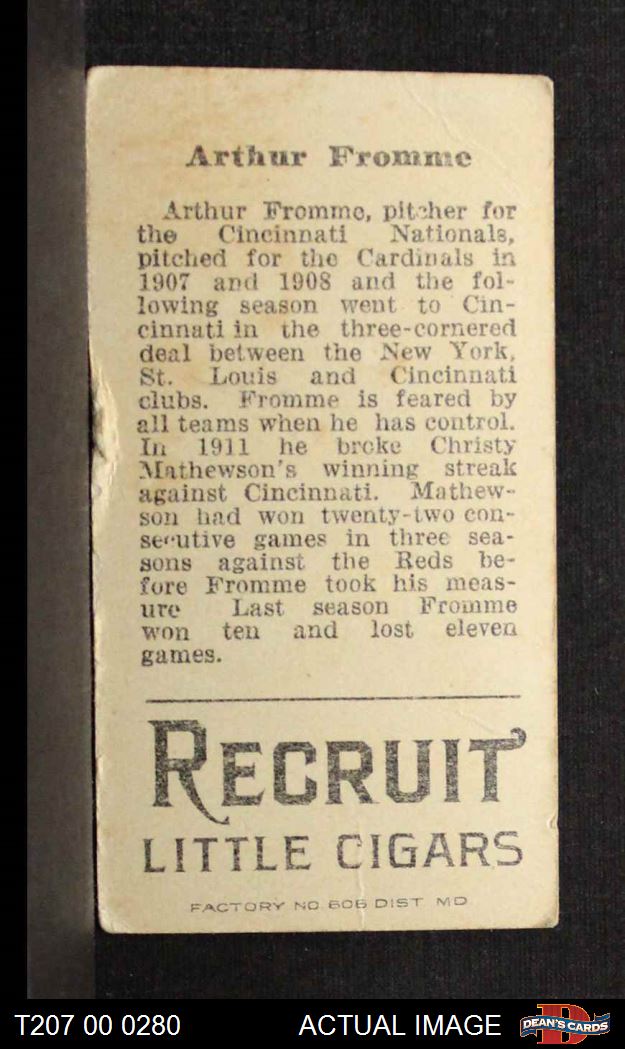 Arthur Fromme
Arthur Fromme, pitcher for
the Cincinnati Nationals,
pitched for the Cardinals in
1907 and 1908 and the fol-
lowing season went to Cin-
cinnati in the three-cornered
deal between the New York,
St. Louis and Cincinnati
clubs. Fromme is feared by
all teams when he has control.
In 1911 he broke Christy
Mathewson's winning streak
against Cincinnati. Mathew-
son had won twenty-two con-
secutive games in three sea-
sons against the Reds be-
fore Fromme took his meas-
ure Last season Fromme
won ten and lost eleven
games.
RECRUIT
LITTLE CIGARS
FACTORY NO 606 DIST MD
T207 00 0280 ACTUAL IMAGE D DEAN'S CARDS